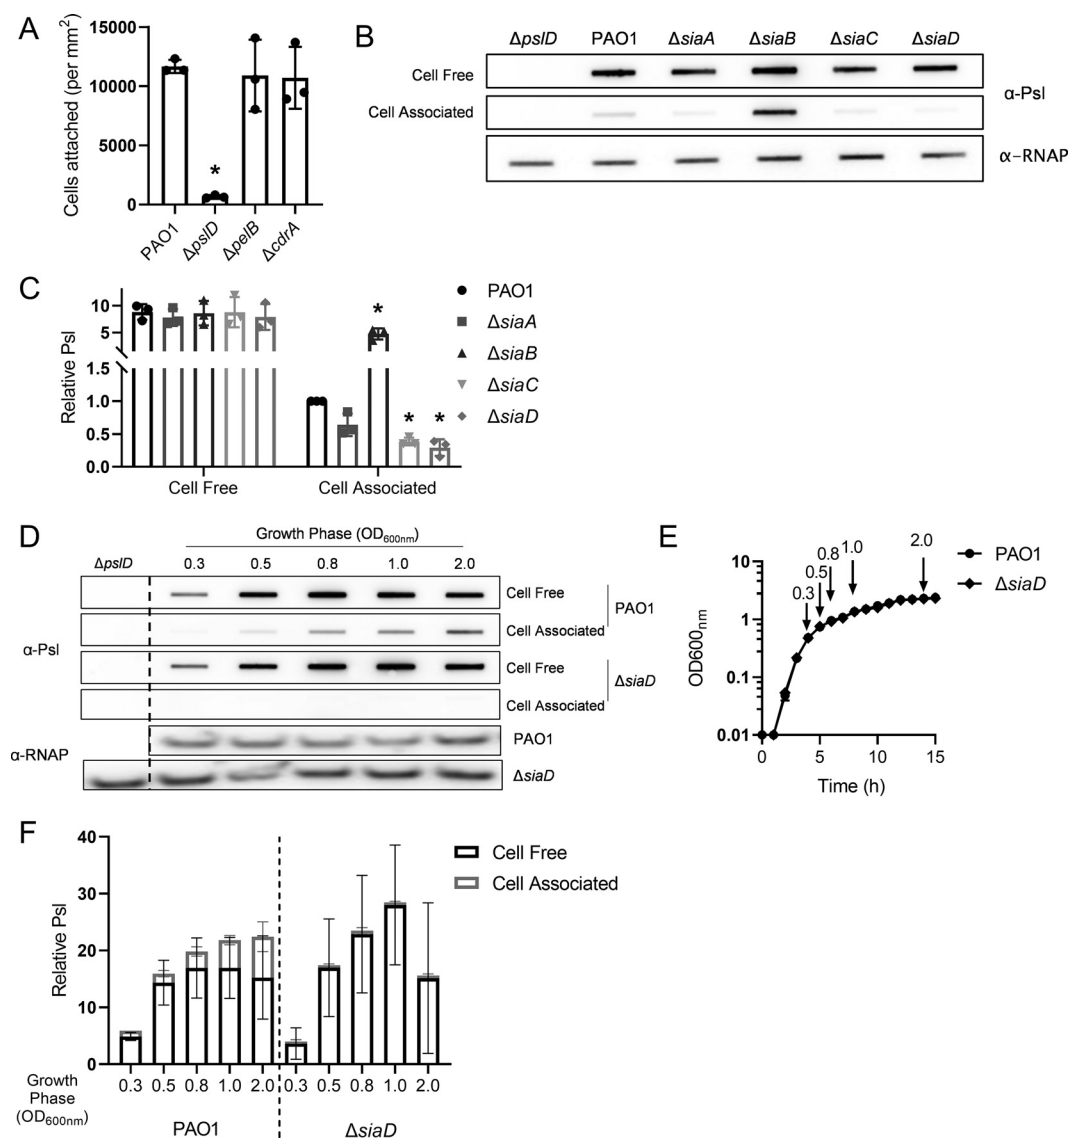 A
Cells attached (per mm2)
15000
10000
5000
0
*
PAO1
ΔpslD
ΔpelB
ΔcdrA
B
ΔpslD PAO1 ΔsiaA ΔsiaB ΔsiaC ΔsiaD
Cell Free
Cell Associated
α-Psl
α-RNAP
C
Relative Psl
10
5
1.5
1.0
0.5
0.0
*
* *
Cell Free Cell Associated
PAO1
ΔsiaA
ΔsiaB
ΔsiaC
ΔsiaD
D
Growth Phase (OD600nm)
ΔpslD 0.3 0.5 0.8 1.0 2.0
Cell Free
Cell Associated
PAO1
α-Psl
Cell Free
Cell Associated
ΔsiaD
α-RNAP
PAO1
ΔsiaD
E
OD600nm
10
1
0.1
0.01
0.3
0.5
0.8
1.0
2.0
0 5 10 15
Time (h)
PAO1
ΔsiaD
F
Relative Psl
40
30
20
10
0
Cell Free
Cell Associated
Growth
Phase
(OD600nm)
0.3 0.5 0.8 1.0 2.0 0.3 0.5 0.8 1.0 2.0
PAO1 ΔsiaD